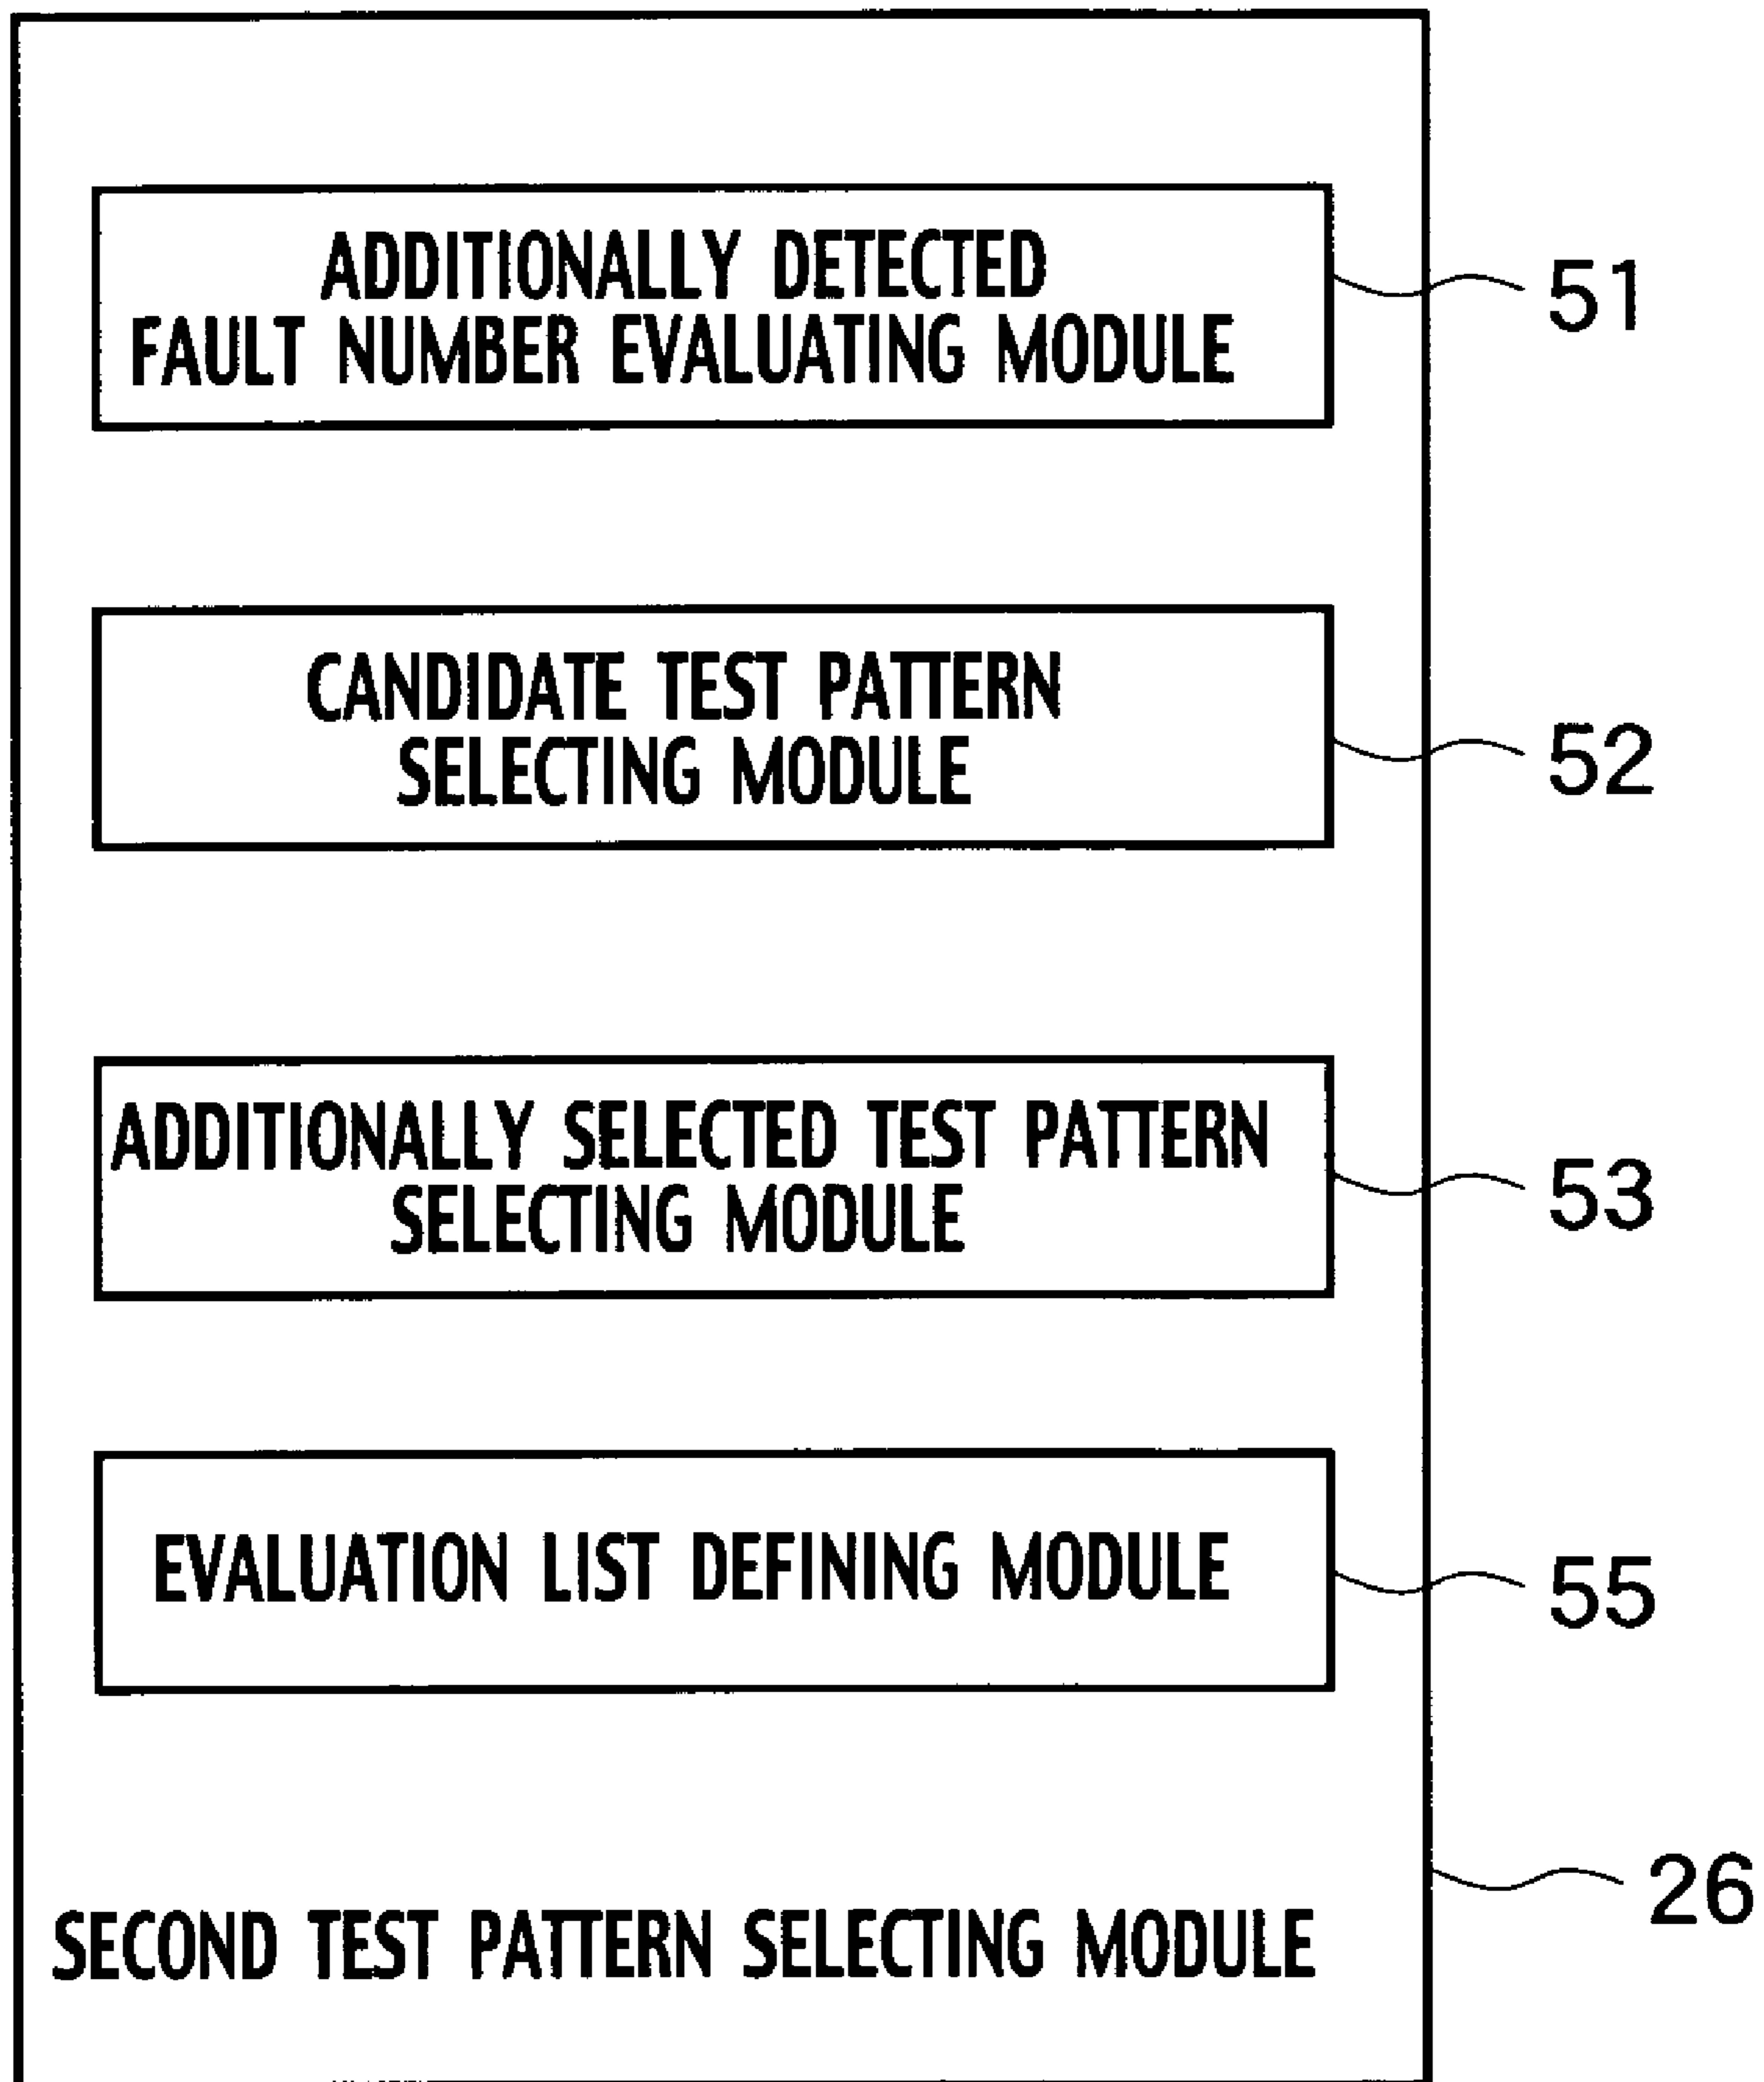 ADDITIONALLY DETECTED
FAULT NUMBER EVALUATING MODULE
51
CANDIDATE TEST PATTERN
SELECTING MODULE
52
ADDITIONALLY SELECTED TEST PATTERN
SELECTING MODULE
53
EVALUATION LIST DEFINING MODULE
55
26
SECOND TEST PATTERN SELECTING MODULE